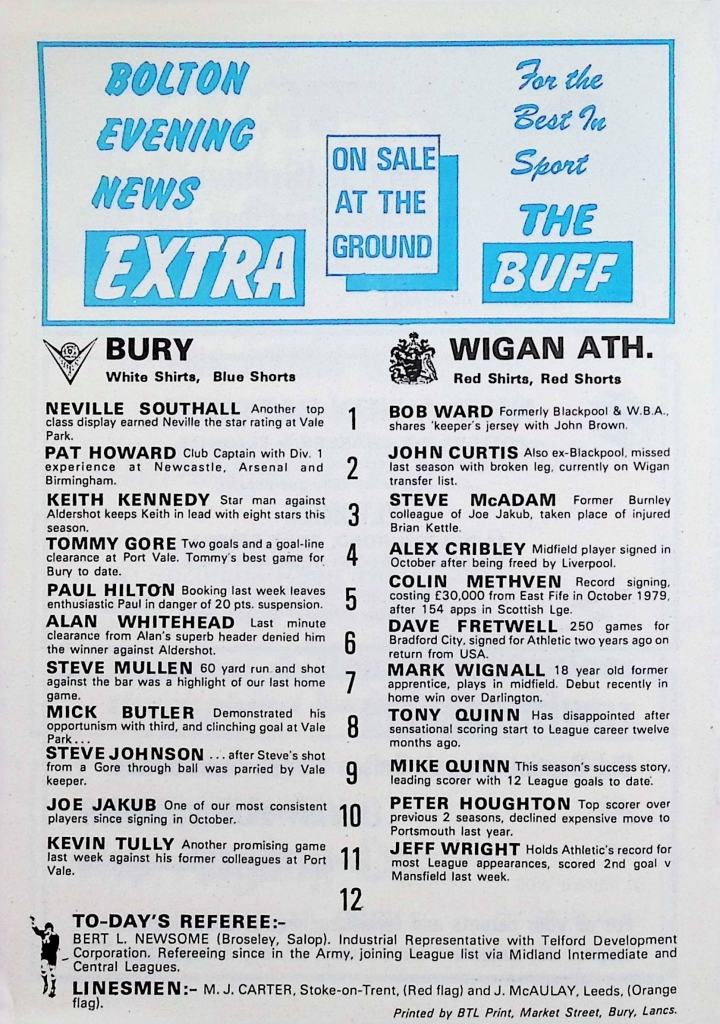 BOLTON
EVENING
NEWS
EXTRA
ON SALE
AT THE
GROUND
For the
Best In
Sport
THE
BUFF
BURY
White Shirts, Blue Shorts
NEVILLE SOUTHALL Another top
class display earned Neville the star rating at Vale
Park.
PAT HOWARD Club Captain with Div. 1
experience at Newcastle, Arsenal and
Birmingham.
KEITH KENNEDY Star man against
Aldershot keeps Keith in lead with eight stars this
season.
TOMMY GORE Two goals and a goal-line
clearance at Port Vale. Tommy's best game for
Bury to date.
PAUL HILTON Booking last week leaves
enthusiastic Paul in danger of 20 pts. suspension.
ALAN WHITEHEAD Last minute
clearance from Alan's superb header denied him
the winner against Aldershot.
STEVE MULLEN 60 yard run and shot
against the bar was a highlight of our last home
game.
MICK BUTLER Demonstrated his
opportunism with third, and clinching goal at Vale
Park...
STEVE JOHNSON ...after Steve's shot
from a Gore through ball was parried by Vale
keeper.
JOE JAKUB One of our most consistent
players since signing in October.
KEVIN TULLY Another promising game
last week against his former colleagues at Port
Vale.
1
2
3
4
5
6
7
8
9
10
11
12
WIGAN ATH.
Red Shirts, Red Shorts
BOB WARD Formerly Blackpool & W.B.A.,
shares 'keeper's jersey with John Brown.
JOHN CURTIS Also ex-Blackpool, missed
last season with broken leg, currently on Wigan
transfer list.
STEVE McADAM Former Burnley
colleague of Joe Jakub, taken place of injured
Brian Kettle.
ALEX CRIBLEY Midfield player signed in
October after being freed by Liverpool.
COLIN METHVEN Record signing,
costing £30,000 from East Fife in October 1979,
after 154 apps in Scottish Lge.
DAVE FRETWELL 250 games for
Bradford City, signed for Athletic two years ago on
return from USA.
MARK WIGNALL 18 year old former
apprentice, plays in midfield. Debut recently in
home win over Darlington.
TONY QUINN Has disappointed after
sensational scoring start to League career twelve
months ago.
MIKE QUINN This season's success story,
leading scorer with 12 League goals to date.
PETER HOUGHTON Top scorer over
previous 2 seasons, declined expensive move to
Portsmouth last year.
JEFF WRIGHT Holds Athletic's record for
most League appearances, scored 2nd goal v
Mansfield last week.
TO-DAY'S REFEREE:-
BERT L. NEWSOME (Broseley, Salop). Industrial Representative with Telford Development
Corporation. Refereeing since in the Army, joining League list via Midland Intermediate and
Central Leagues.
LINESMEN:- M. J. CARTER, Stoke-on-Trent, (Red flag) and J. McAULAY, Leeds, (Orange
flag).
Printed by BTL Print, Market Street, Bury, Lancs.